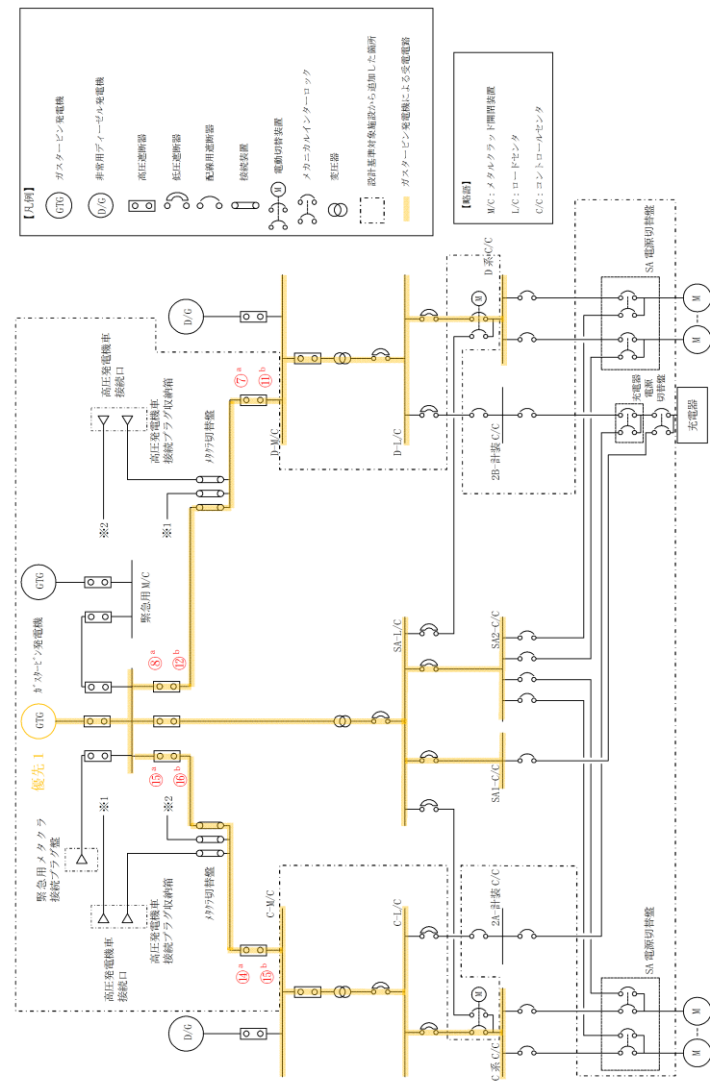 【凡例】
GTG
ガスタービン発電機
D/G
非常用ディーゼル発電機
高圧遮断器
低圧遮断器
配線用遮断器
接続装置
M
電動切替装置
メカニカルインターロック
変圧器
設計基準対象施設から追加した箇所
ガスタービン発電機による受電電路
【略語】
M/C:メタルクラッド開閉装置
L/C:ロードセンタ
C/C:コントロールセンタ
優先1
ガスタービン発電機
GTG
GTG
緊急用M/C
緊急用メタクラ
接続プラグ盤
高圧発電機車
接続口
高圧発電機車
接続プラグ収納箱
※1
※2
メタクラ切替盤
⑮a
⑯b
⑧a
⑫b
高圧発電機車
接続口
高圧発電機車
接続プラグ収納箱
※2
※1
メタクラ切替盤
⑭a
⑮b
⑦a
⑪b
D/G
D/G
C-M/C
D-M/C
C-L/C
SA-L/C
D-L/C
C系C/C
2A-計装C/C
SA1-C/C
SA2-C/C
2B-計装C/C
D系C/C
M
M
SA電源切替盤
充電器
電源
切替盤
SA電源切替盤
充電器
M
M
M
M